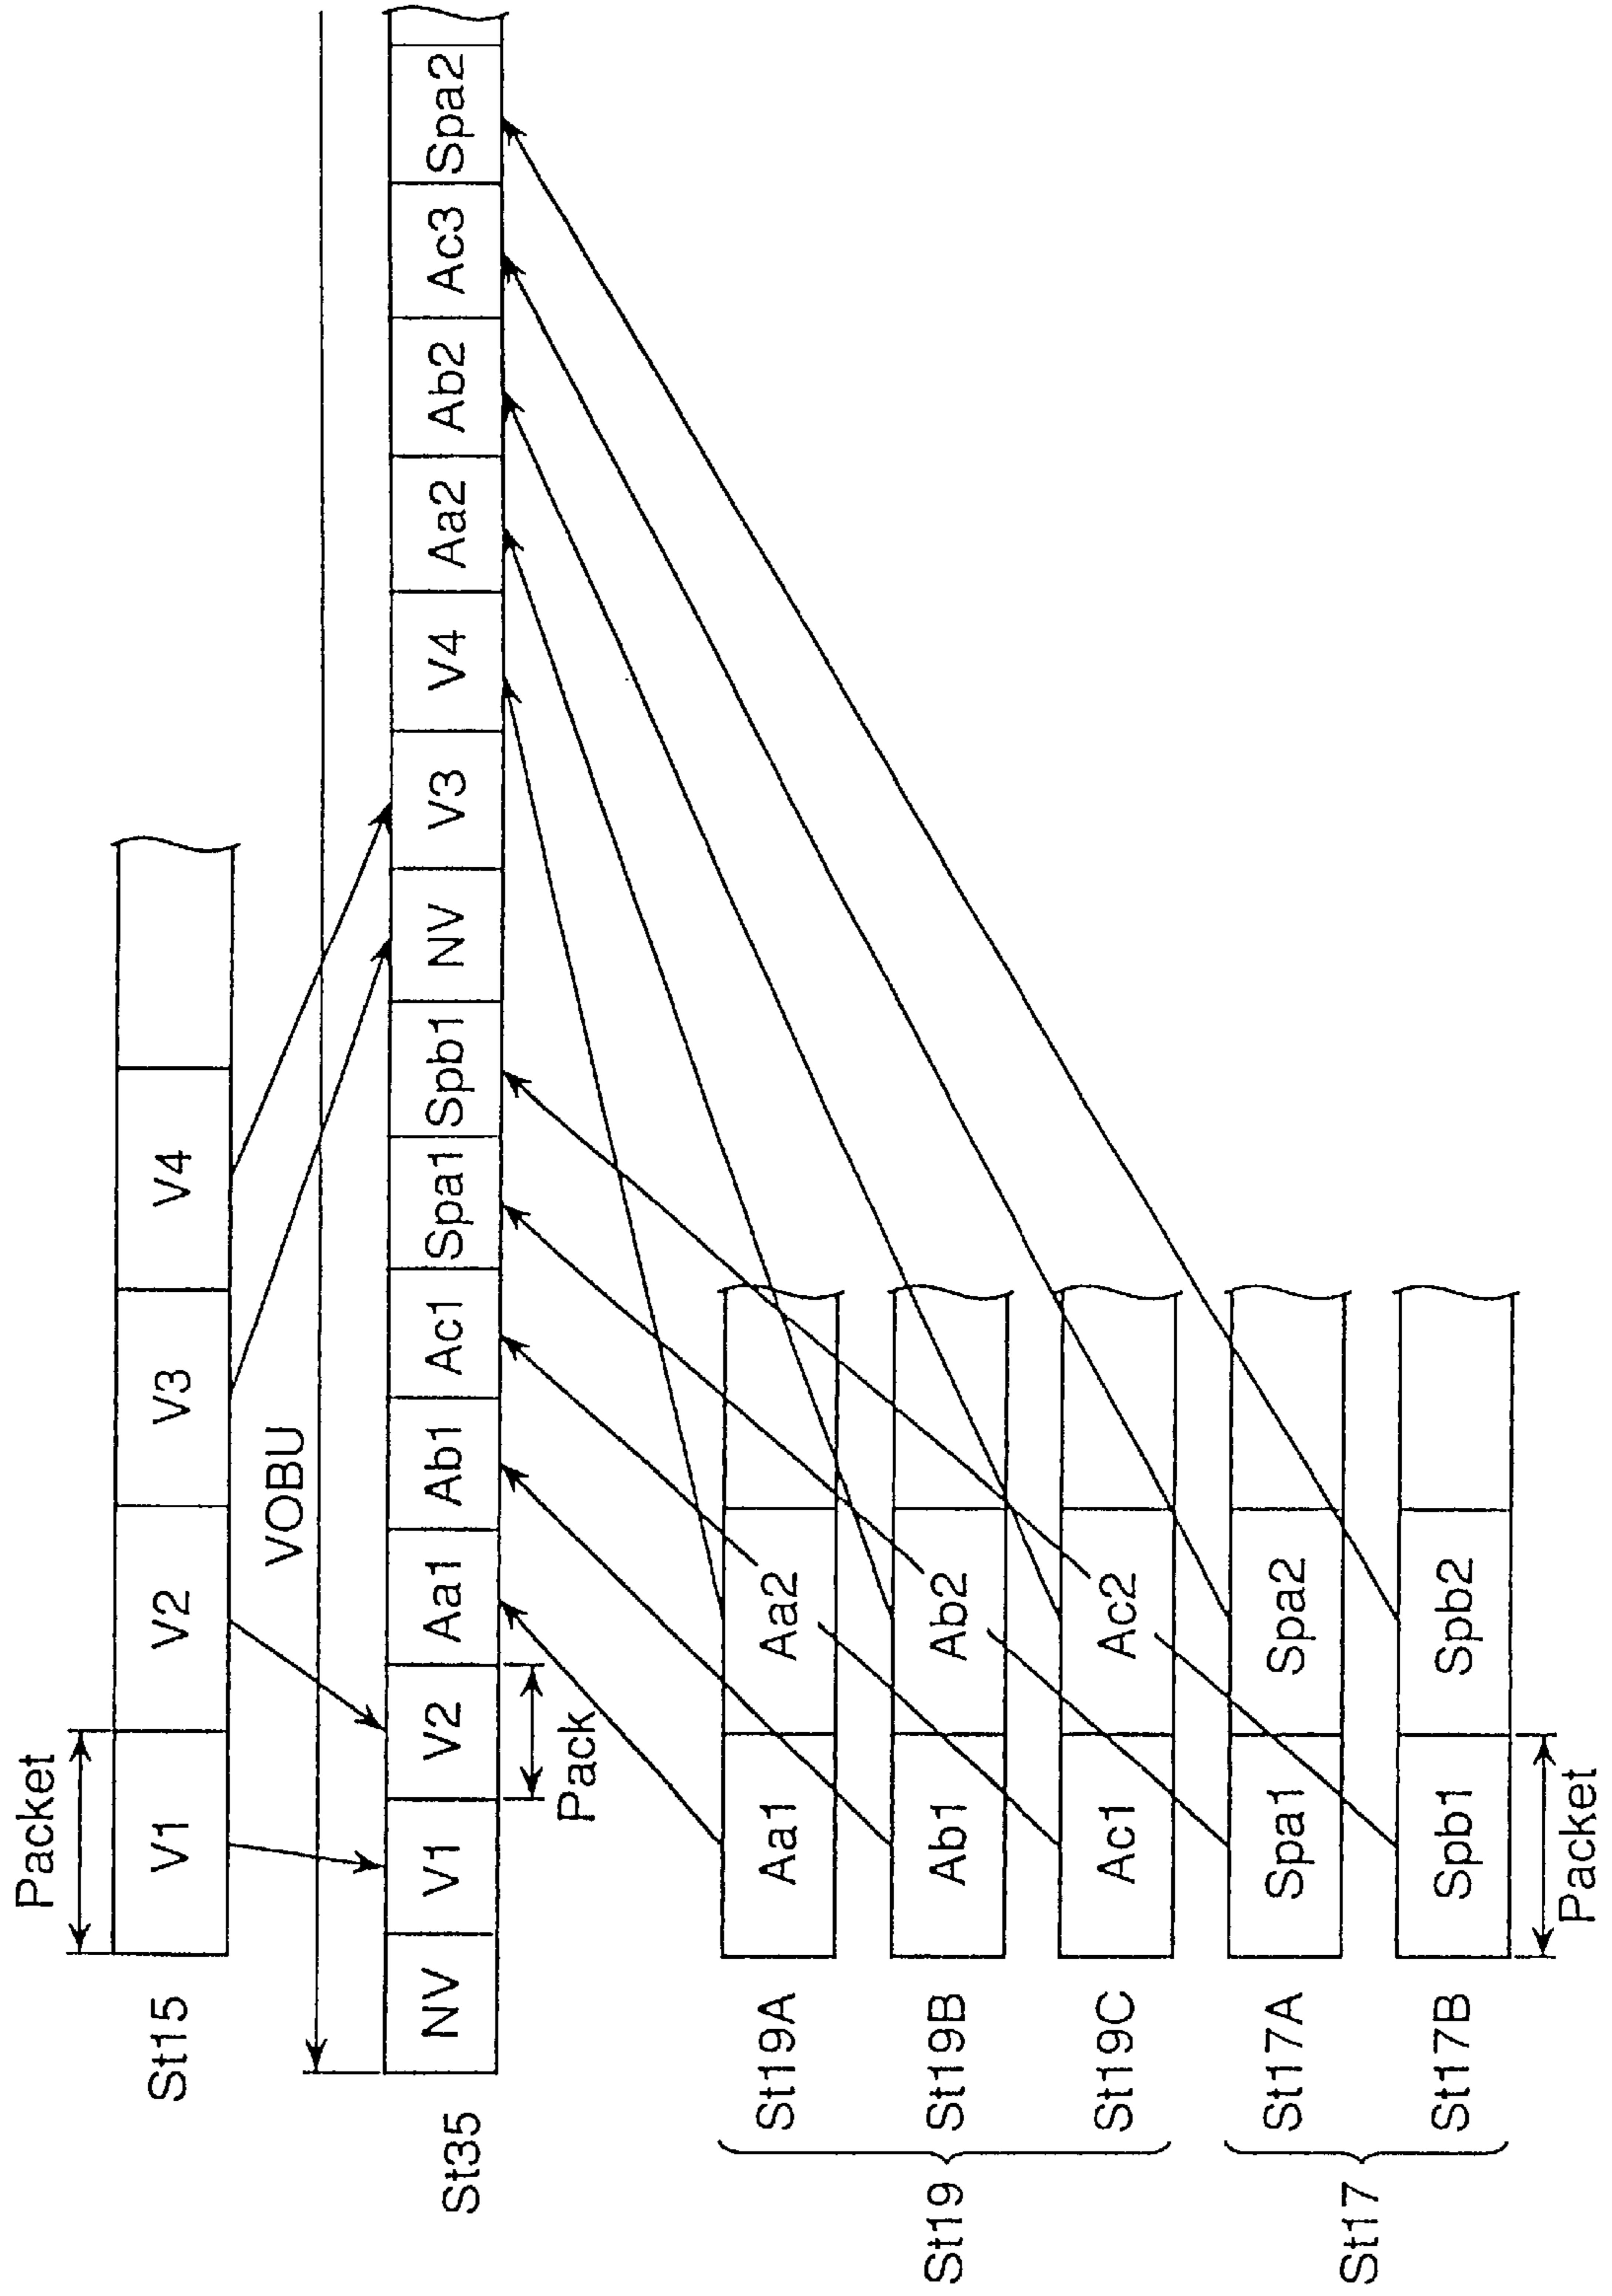 Packet
St15 V1 V2 V3 V4
VOBU
St35 NV V1 V2 Aa1 Ab1 Ac1 Spa1 Spb1 NV V3 V4 Aa2 Ab2 Ac3 Spa2
Pack
St19
St19A Aa1 Aa2
St19B Ab1 Ab2
St19C Ac1 Ac2
St17
St17A Spa1 Spa2
St17B Spb1 Spb2
Packet